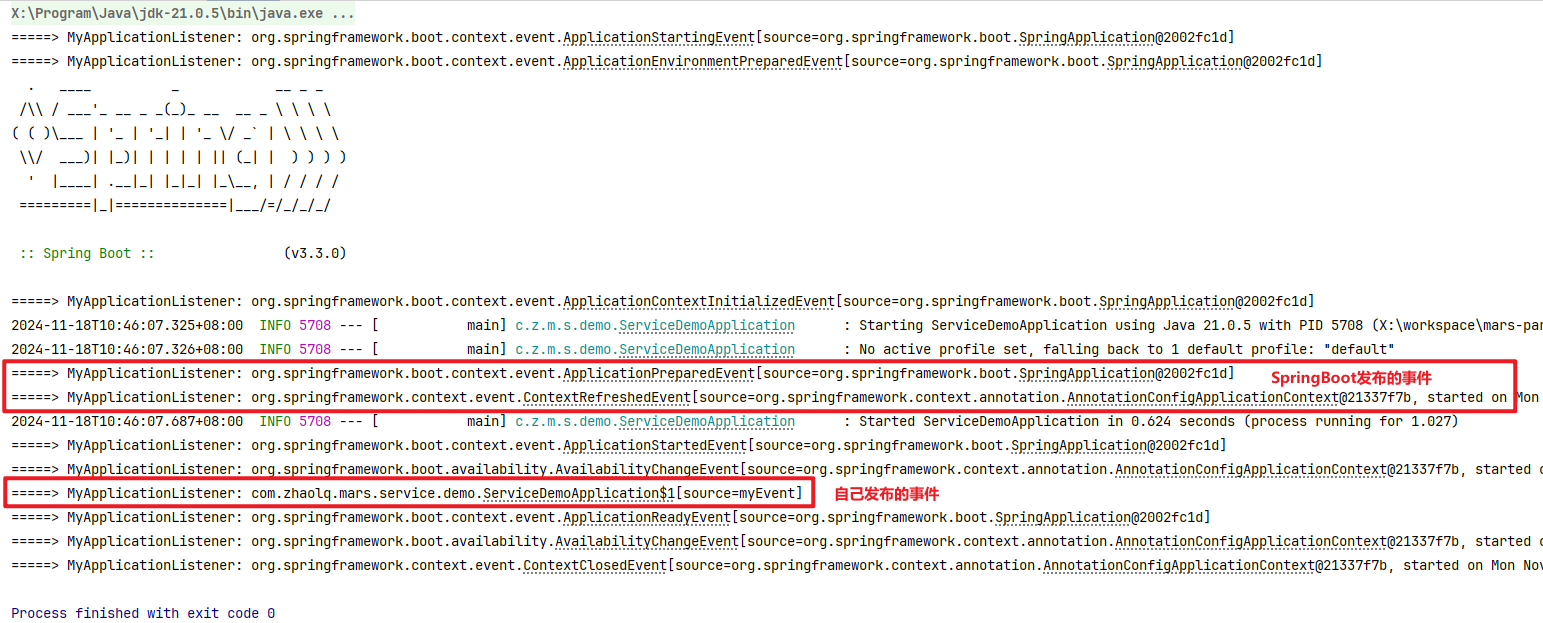 X:\Program\Java\jdk-21.0.5\bin\java.exe ...
=====> MyApplicationListener: org.springframework.boot.context.event.ApplicationStartingEvent[source=org.springframework.boot.SpringApplication@2002fc1d]
=====> MyApplicationListener: org.springframework.boot.context.event.ApplicationEnvironmentPreparedEvent[source=org.springframework.boot.SpringApplication@2002fc1d]
  .   ____          _            __ _ _
 /\\ / ___'_ __ _ _(_)_ __  __ _ \ \ \ \
( ( )\___ | '_ | '_| | '_ \/ _` | \ \ \ \
 \\/  ___)| |_)| | | | | || (_| |  ) ) ) )
  '  |____| .__|_| |_|_| |_\__, | / / / /
 =========|_|==============|___/=/_/_/_/
 :: Spring Boot ::                (v3.3.0)
=====> MyApplicationListener: org.springframework.boot.context.event.ApplicationContextInitializedEvent[source=org.springframework.boot.SpringApplication@2002fc1d]
2024-11-18T10:46:07.325+08:00  INFO 5708 --- [           main] c.z.m.s.demo.ServiceDemoApplication      : Starting ServiceDemoApplication using Java 21.0.5 with PID 5708 (X:\workspace\mars-par
2024-11-18T10:46:07.326+08:00  INFO 5708 --- [           main] c.z.m.s.demo.ServiceDemoApplication      : No active profile set, falling back to 1 default profile: "default"
=====> MyApplicationListener: org.springframework.boot.context.event.ApplicationPreparedEvent[source=org.springframework.boot.SpringApplication@2002fc1d] SpringBoot发布的事件
=====> MyApplicationListener: org.springframework.context.event.ContextRefreshedEvent[source=org.springframework.context.annotation.AnnotationConfigApplicationContext@21337f7b, started on Mon
2024-11-18T10:46:07.687+08:00  INFO 5708 --- [           main] c.z.m.s.demo.ServiceDemoApplication      : Started ServiceDemoApplication in 0.624 seconds (process running for 1.027)
=====> MyApplicationListener: org.springframework.boot.context.event.ApplicationStartedEvent[source=org.springframework.boot.SpringApplication@2002fc1d]
=====> MyApplicationListener: org.springframework.boot.availability.AvailabilityChangeEvent[source=org.springframework.context.annotation.AnnotationConfigApplicationContext@21337f7b, started
=====> MyApplicationListener: com.zhaolq.mars.service.demo.ServiceDemoApplication$1[source=myEvent] 自己发布的事件
=====> MyApplicationListener: org.springframework.boot.context.event.ApplicationReadyEvent[source=org.springframework.boot.SpringApplication@2002fc1d]
=====> MyApplicationListener: org.springframework.boot.availability.AvailabilityChangeEvent[source=org.springframework.context.annotation.AnnotationConfigApplicationContext@21337f7b, started
=====> MyApplicationListener: org.springframework.context.event.ContextClosedEvent[source=org.springframework.context.annotation.AnnotationConfigApplicationContext@21337f7b, started on Mon Nov
Process finished with exit code 0